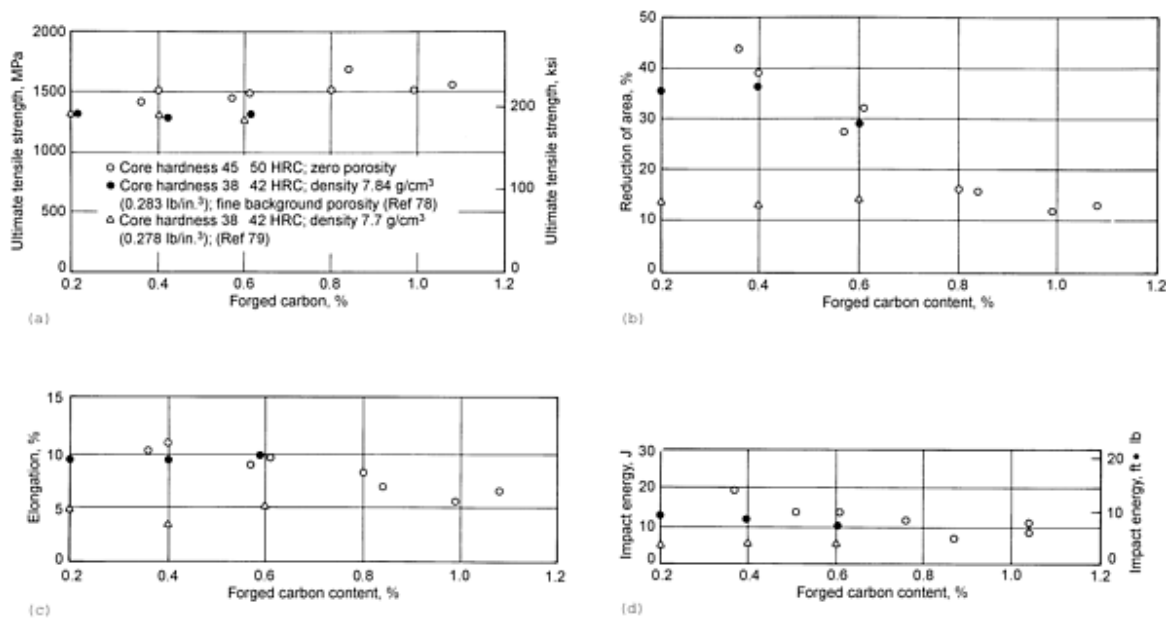 2000
1500
1000
500
0
Ultimate tensile strength, MPa
200
100
0
Ultimate tensile strength, ksi
○ Core hardness 45 50 HRC; zero porosity
● Core hardness 38 42 HRC; density 7.84 g/cm³
(0.283 lb/in.³); fine background porosity (Ref 78)
△ Core hardness 38 42 HRC; density 7.7 g/cm³
(0.278 lb/in.³); (Ref 79)
0.2 0.4 0.6 0.8 1.0 1.2
Forged carbon, %
(a)
50
40
30
20
10
0
Reduction of area, %
0.2 0.4 0.6 0.8 1.0 1.2
Forged carbon content, %
(b)
15
10
5
0
Elongation, %
0.2 0.4 0.6 0.8 1.0 1.2
Forged carbon content, %
(c)
30
20
10
0
Impact energy, J
20
10
0
Impact energy, ft • lb
0.2 0.4 0.6 0.8 1.0 1.2
Forged carbon content, %
(d)